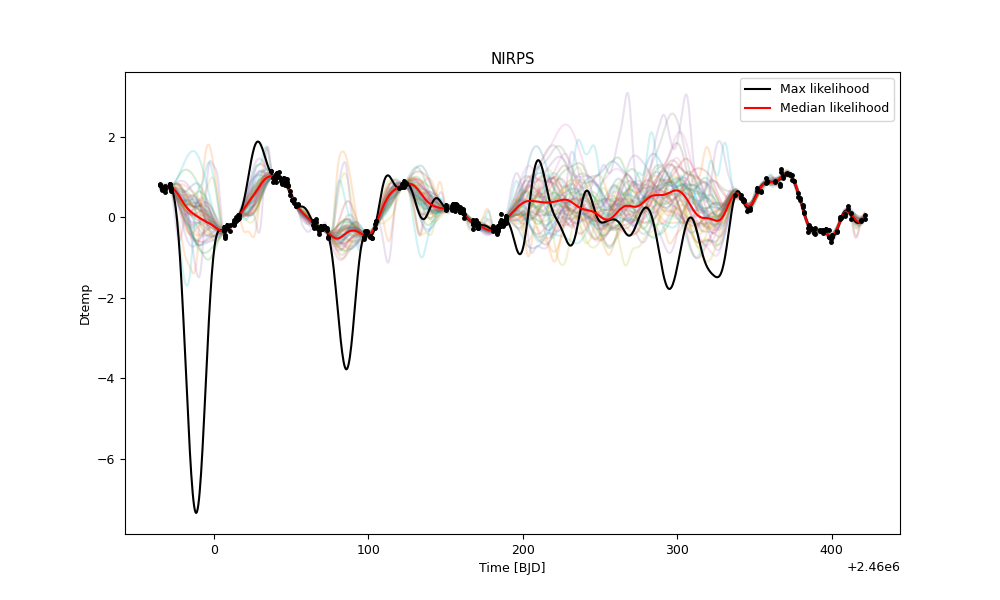 NIRPS
Max likelihood
Median likelihood
2
0
−2
−4
−6
Dtemp
0 100 200 300 400
Time [BJD]
+2.46e6